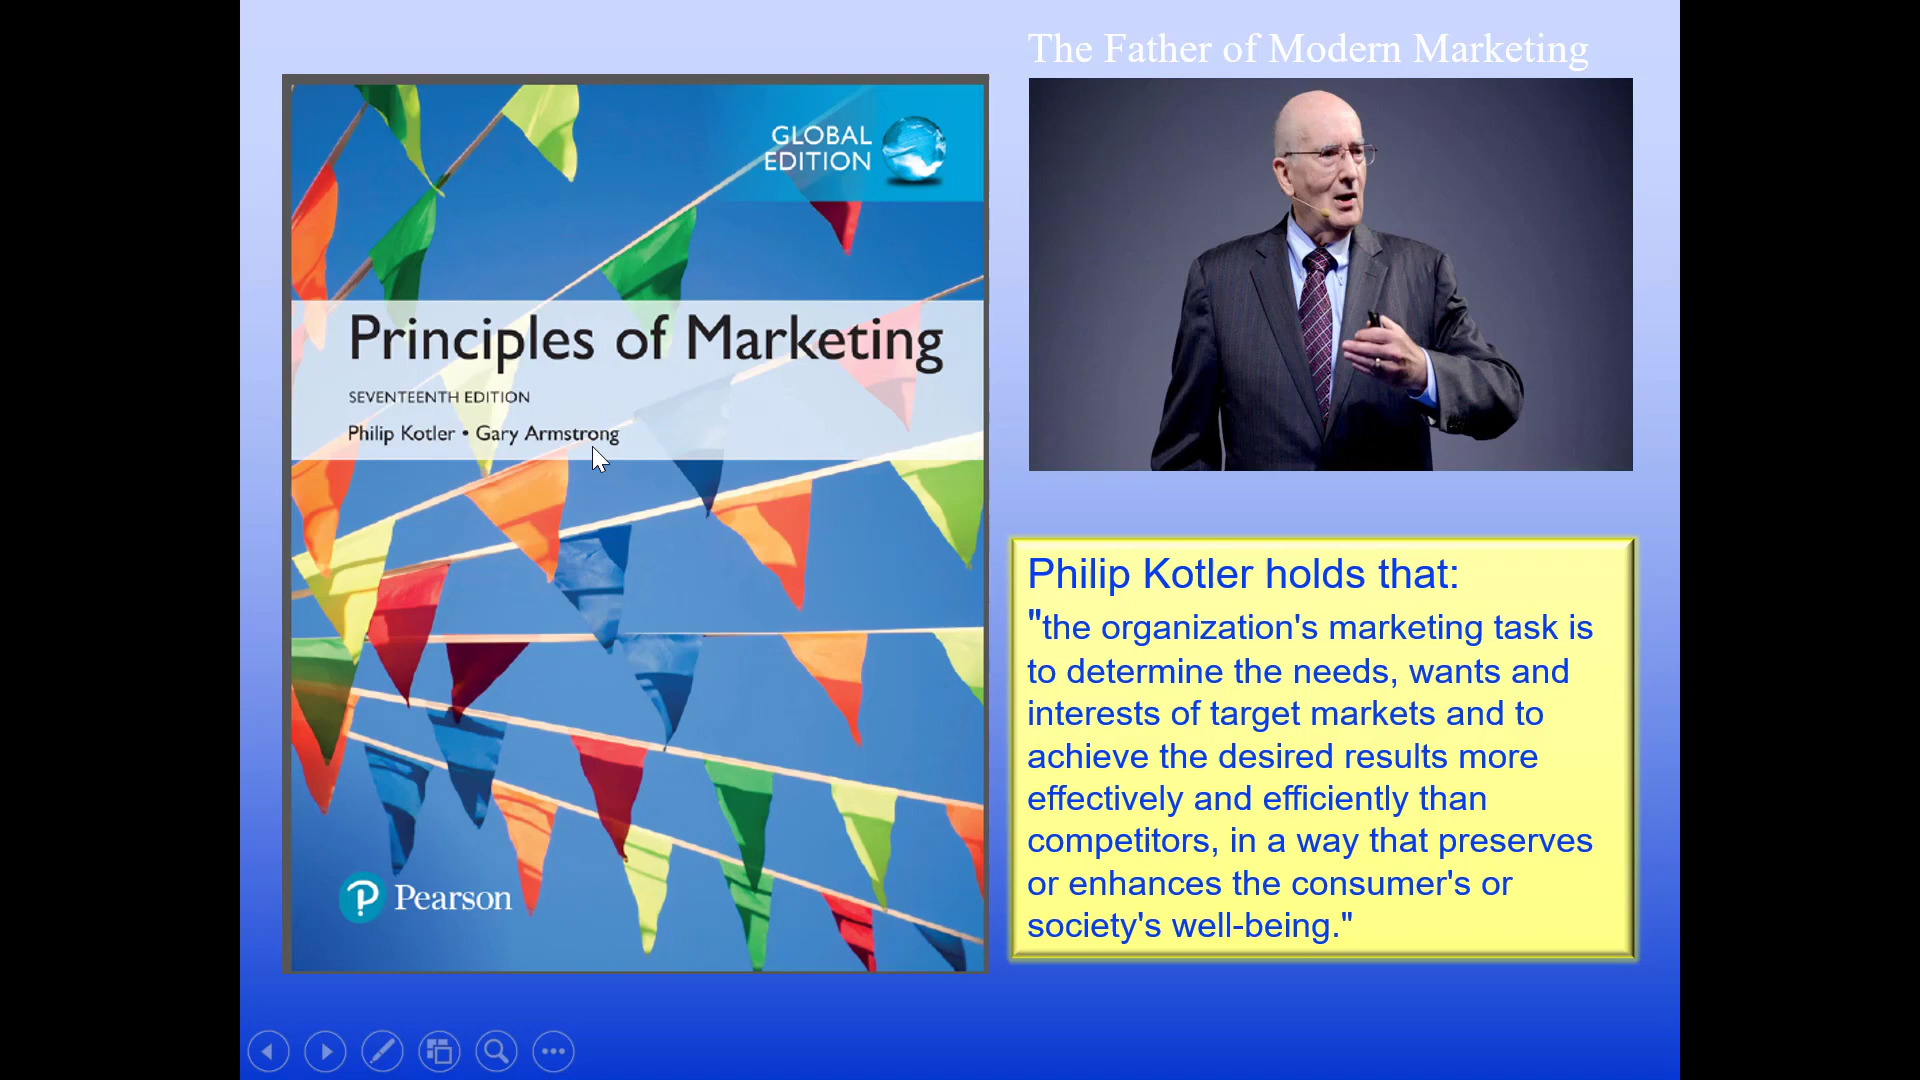 The Father of Modern Marketing
GLOBAL
EDITION
Principles of Marketing
SEVENTEENTH EDITION
Philip Kotler • Gary Armstrong
Pearson
Philip Kotler holds that:
"the organization's marketing task is
to determine the needs, wants and
interests of target markets and to
achieve the desired results more
effectively and efficiently than
competitors, in a way that preserves
or enhances the consumer's or
society's well-being."